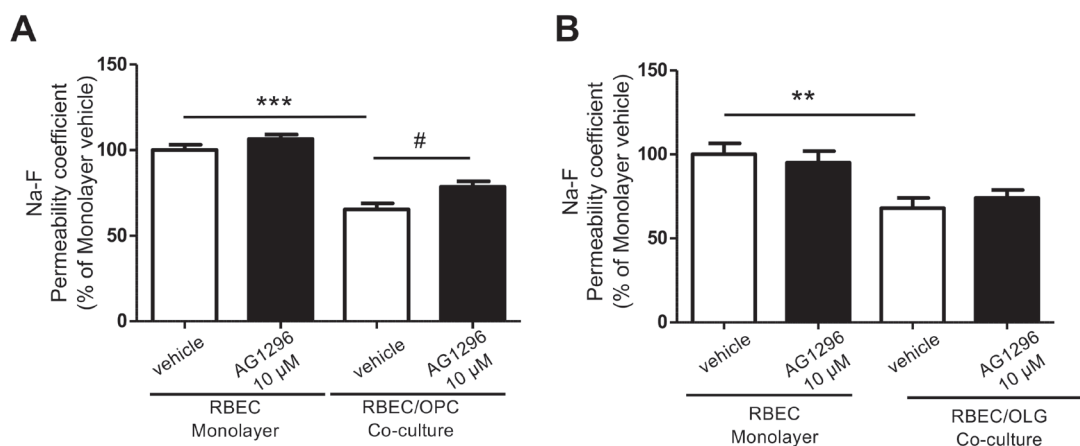 A
Na-F
Permeability coefficient
(% of Monolayer vehicle)
150
100
50
0
***
#
vehicle
AG1296
10 µM
vehicle
AG1296
10 µM
RBEC
Monolayer
RBEC/OPC
Co-culture
B
Na-F
Permeability coefficient
(% of Monolayer vehicle)
150
100
50
0
**
vehicle
AG1296
10 µM
vehicle
AG1296
10 µM
RBEC
Monolayer
RBEC/OLG
Co-culture